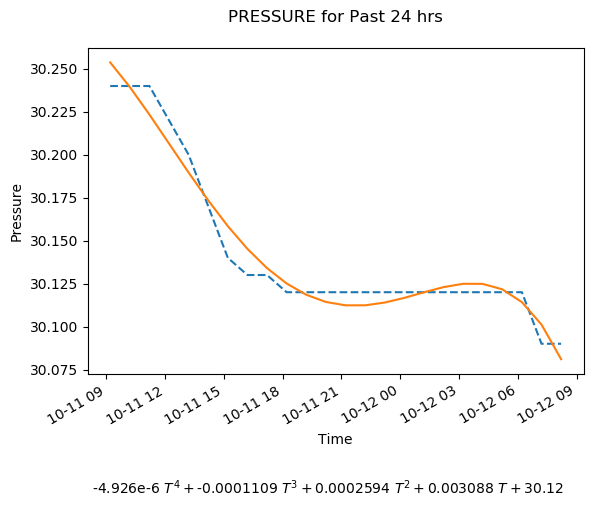 PRESSURE for Past 24 hrs
30.250
30.225
30.200
30.175
30.150
30.125
30.100
30.075
Pressure
10-11 09 10-11 12 10-11 15 10-11 18 10-11 21 10-12 00 10-12 03 10-12 06 10-12 09
Time
-4.926e-6 T⁴ + -0.0001109 T³ + 0.0002594 T² + 0.003088 T + 30.12